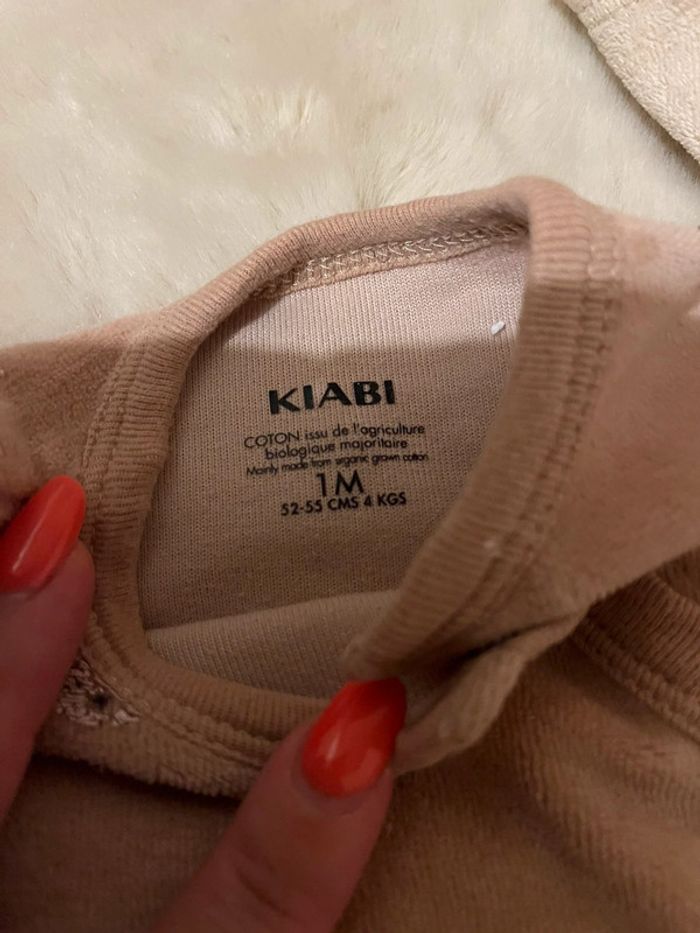 KIABI
COTON issu de l'agriculture
biologique majoritaire
Mainly made from organic grown cotton
1M
52-55 CMS 4 KGS